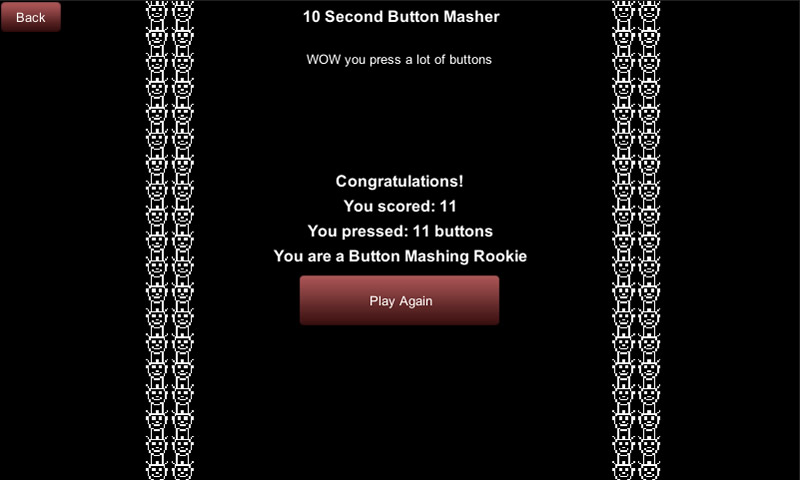 Back
10 Second Button Masher
WOW you press a lot of buttons
Congratulations!
You scored: 11
You pressed: 11 buttons
You are a Button Mashing Rookie
Play Again